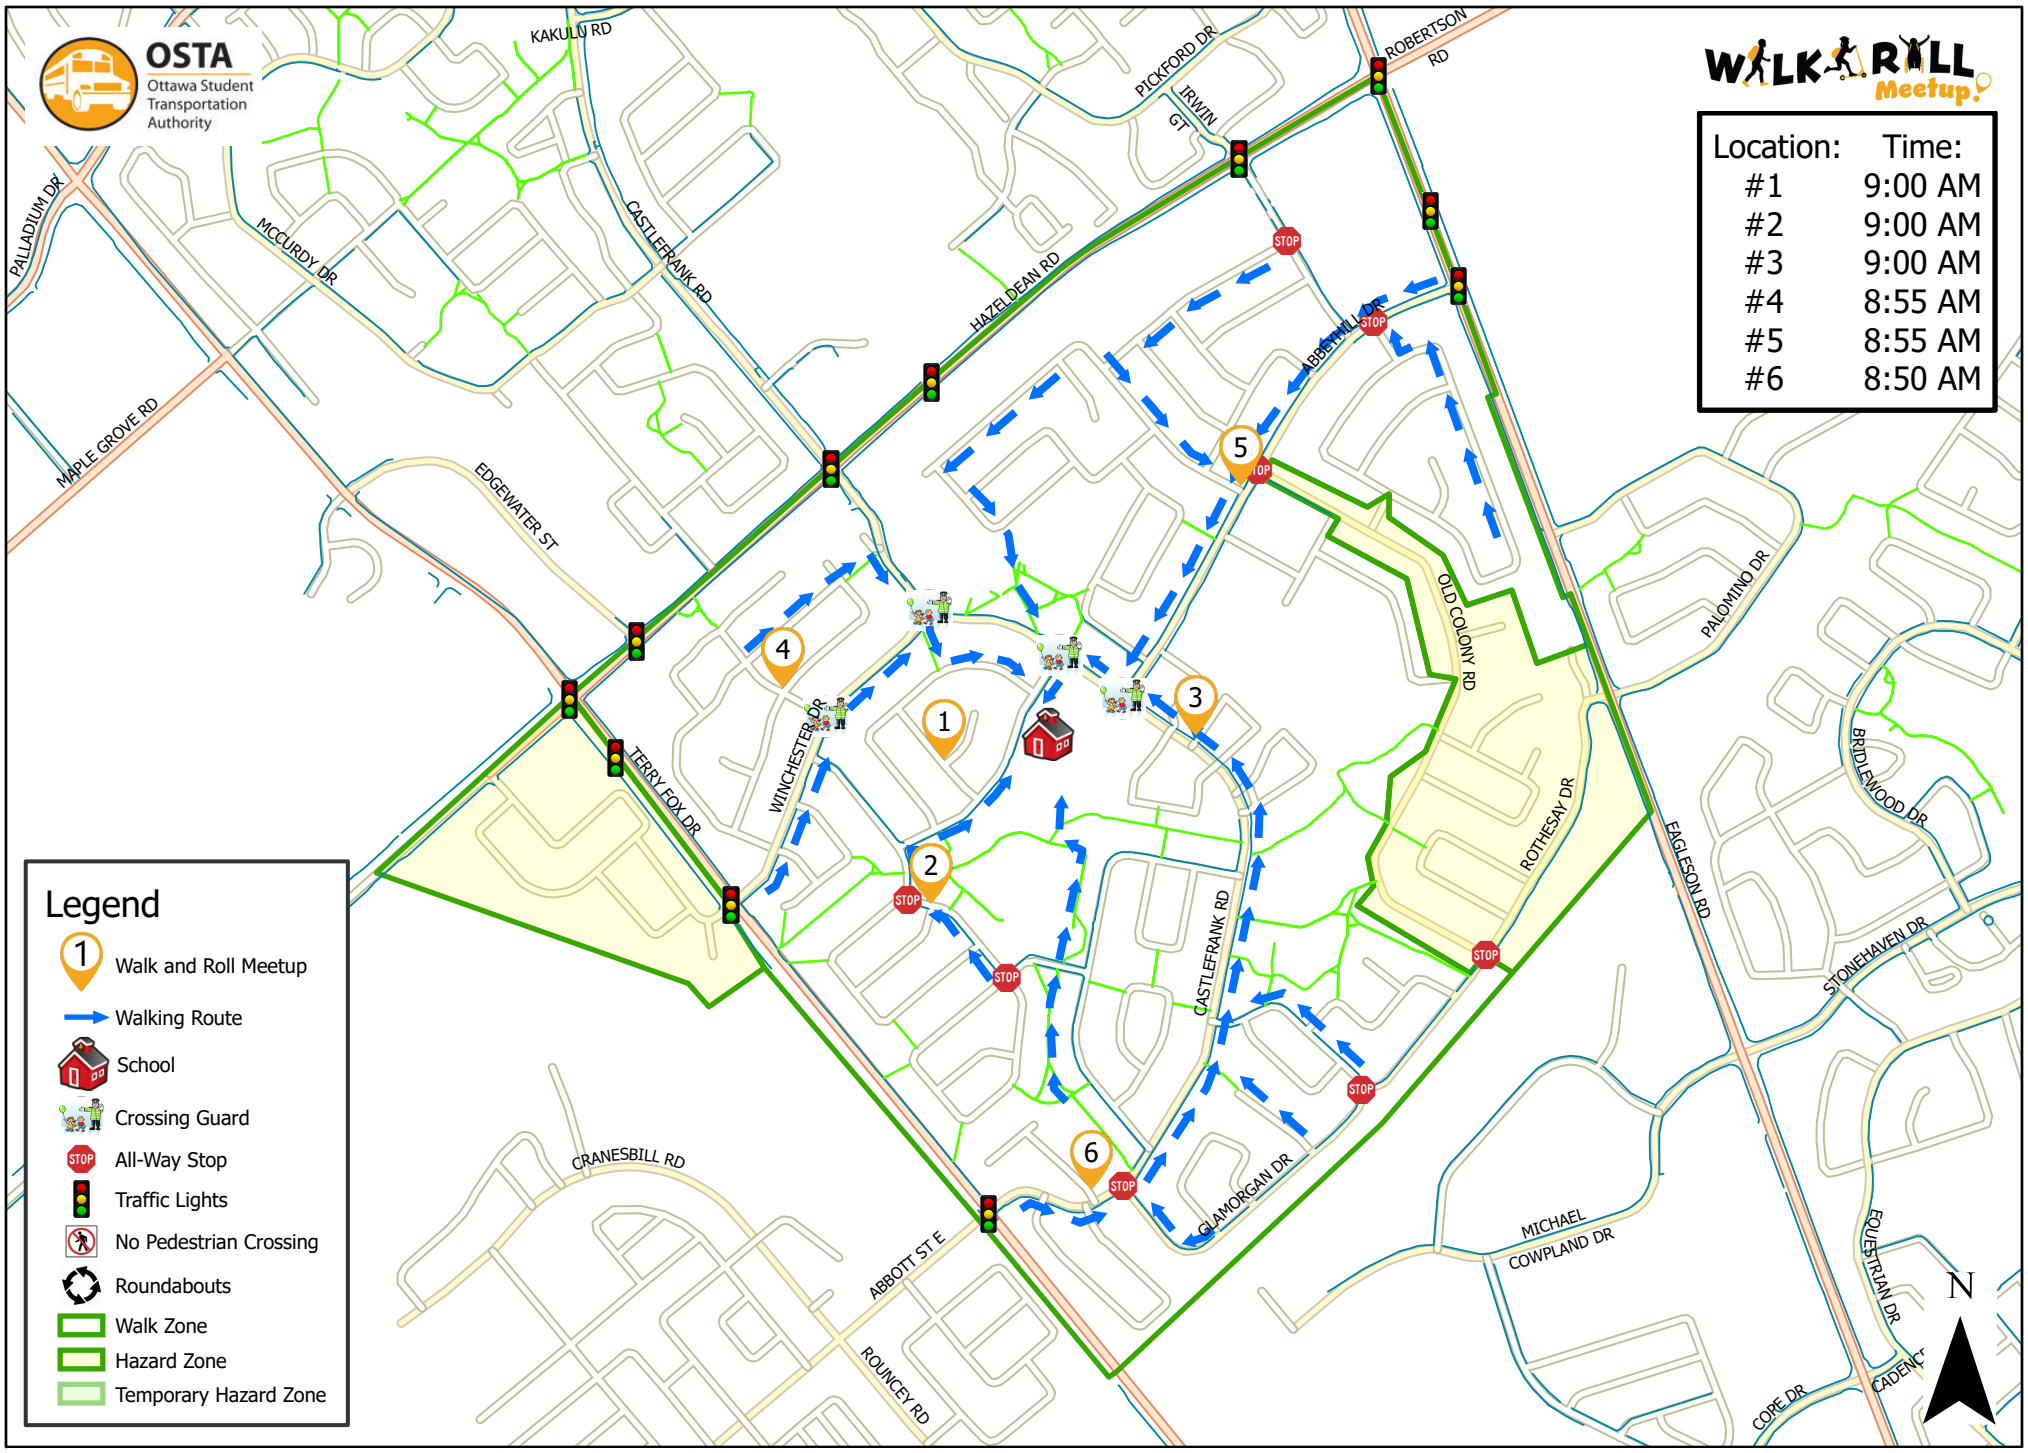 OSTA
Ottawa Student
Transportation
Authority
WALK & ROLL
Meetup!
Location: Time:
#1 9:00 AM
#2 9:00 AM
#3 9:00 AM
#4 8:55 AM
#5 8:55 AM
#6 8:50 AM
KAKULU RD
PICKFORD DR
ROBERTSON
RD
IRWIN
GT
PALLADIUM DR
MCCURDY DR
CASTLEFRANK RD
HAZELDEAN RD
STOP
STOP
ABBEYHILL DR
MAPLE GROVE RD
EDGEWATER ST
5
OLD COLONY RD
PALOMINO DR
4
WINCHESTER DR
1
3
TERRY FOX DR
BRIDLEWOOD DR
ROTHESAY DR
EAGLESON RD
2
STOP
STOP
STOP
CASTLEFRANK RD
STONEHAVEN DR
STOP
6
STOP
GLAMORGAN DR
CRANESBILL RD
ABBOTT ST E
ROUNCEY RD
MICHAEL
COWPLAND DR
EQUESTRIAN DR
COPE DR
N
Legend
1 Walk and Roll Meetup
Walking Route
School
Crossing Guard
STOP All-Way Stop
Traffic Lights
No Pedestrian Crossing
Roundabouts
Walk Zone
Hazard Zone
Temporary Hazard Zone